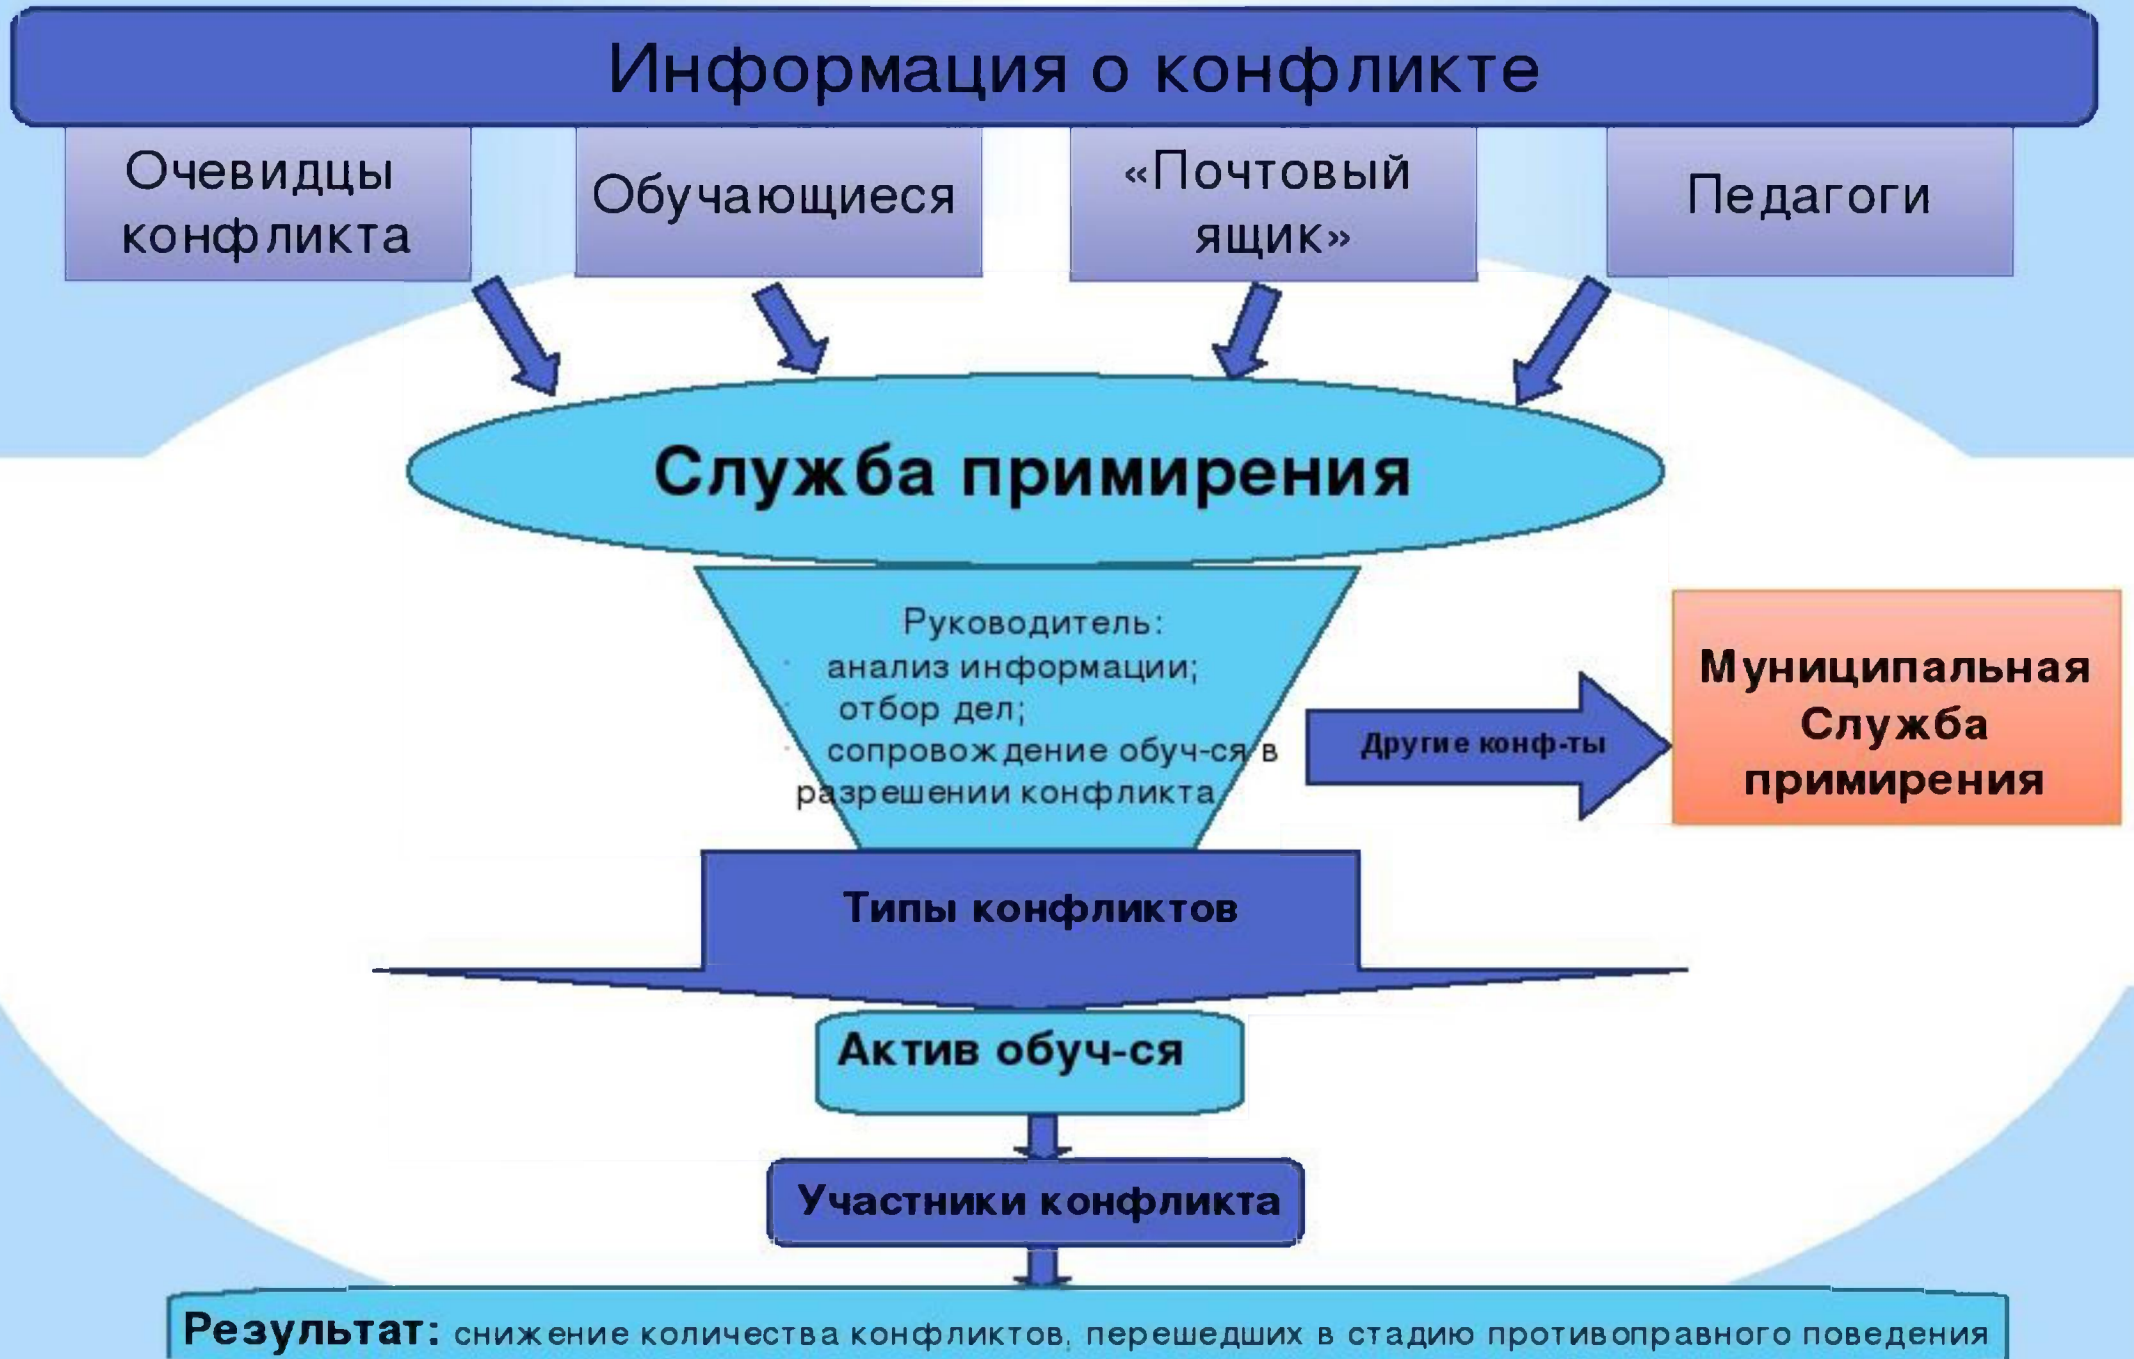 Информация о конфликте
Очевидцы
конфликта
Обучающиеся
«Почтовый
ящик»
Педагоги
Служба примирения
Руководитель:
анализ информации;
отбор дел;
сопровождение обуч-ся в
разрешении конфликта
Другие конф-ты
Муниципальная
Служба
примирения
Типы конфликтов
Актив обуч-ся
Участники конфликта
Результат: снижение количества конфликтов, перешедших в стадию противоправного поведения